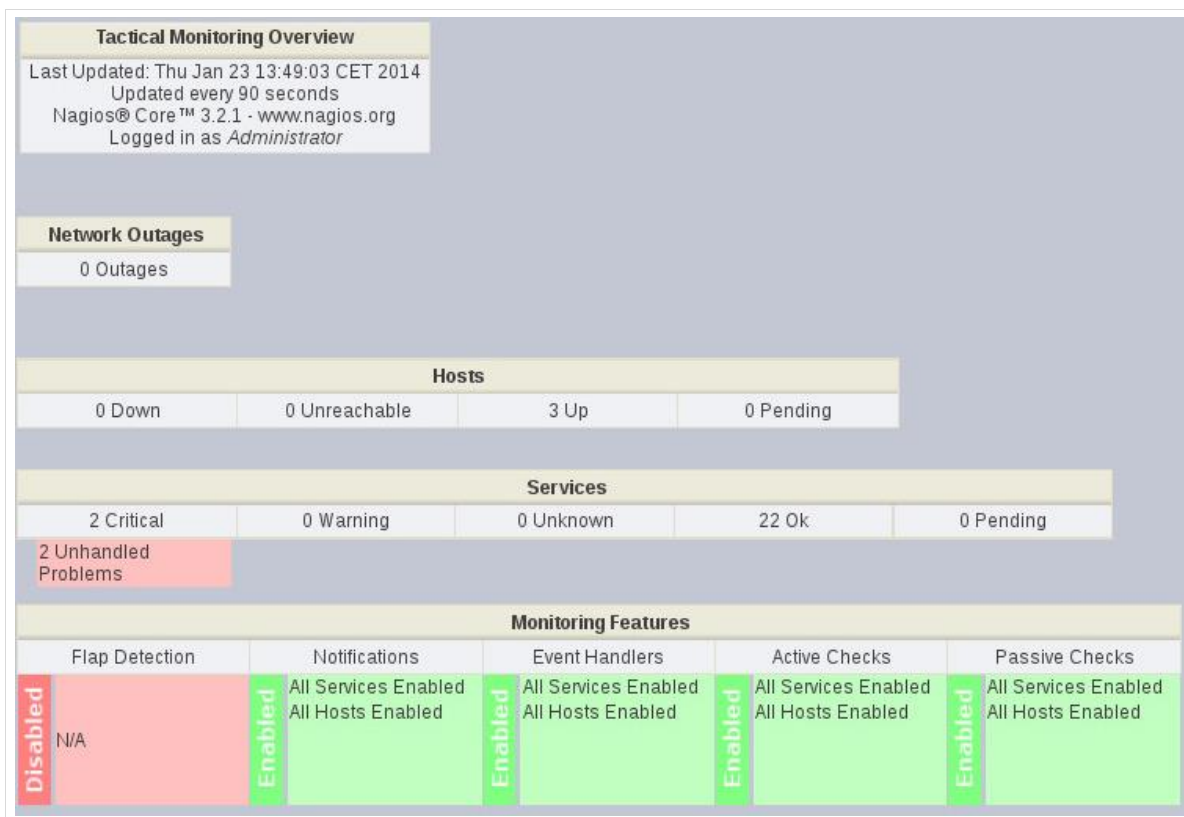 Tactical Monitoring Overview
Last Updated: Thu Jan 23 13:49:03 CET 2014
Updated every 90 seconds
Nagios® Core™ 3.2.1 - www.nagios.org
Logged in as Administrator
Network Outages
0 Outages
Hosts
0 Down 0 Unreachable 3 Up 0 Pending
Services
2 Critical 0 Warning 0 Unknown 22 Ok 0 Pending
2 Unhandled
Problems
Monitoring Features
Flap Detection Notifications Event Handlers Active Checks Passive Checks
Disabled
N/A
Enabled
All Services Enabled
All Hosts Enabled
Enabled
All Services Enabled
All Hosts Enabled
Enabled
All Services Enabled
All Hosts Enabled
Enabled
All Services Enabled
All Hosts Enabled